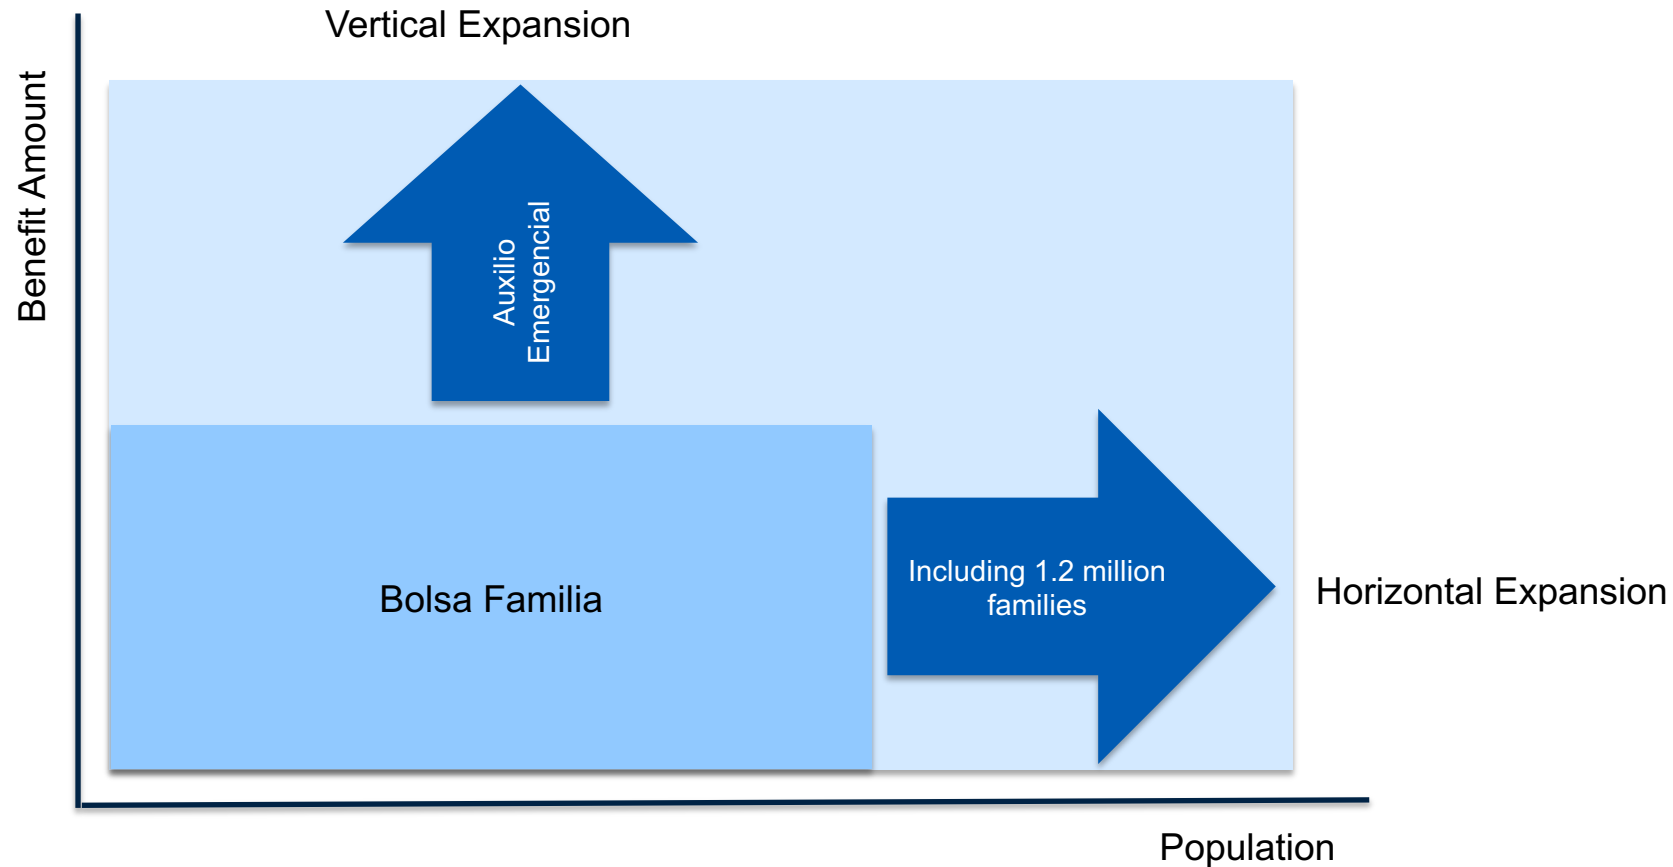 Vertical Expansion
Benefit Amount
Auxilio
Emergencial
Bolsa Familia
Including 1.2 million
families
Horizontal Expansion
Population